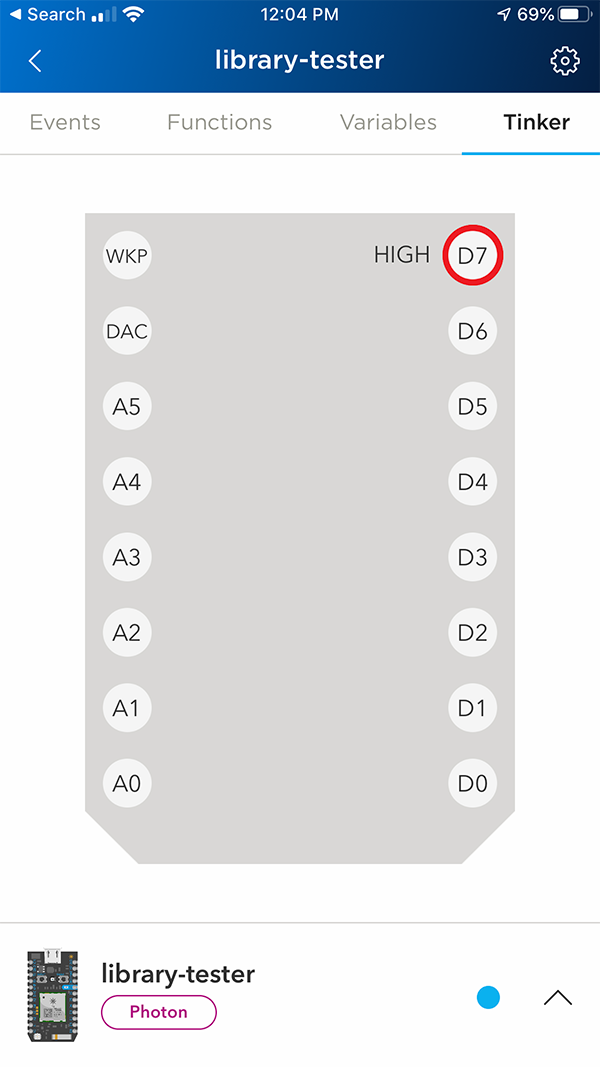 Search 12:04 PM 69%
library-tester
Events Functions Variables Tinker
WKP HIGH D7
DAC D6
A5 D5
A4 D4
A3 D3
A2 D2
A1 D1
A0 D0
library-tester
Photon